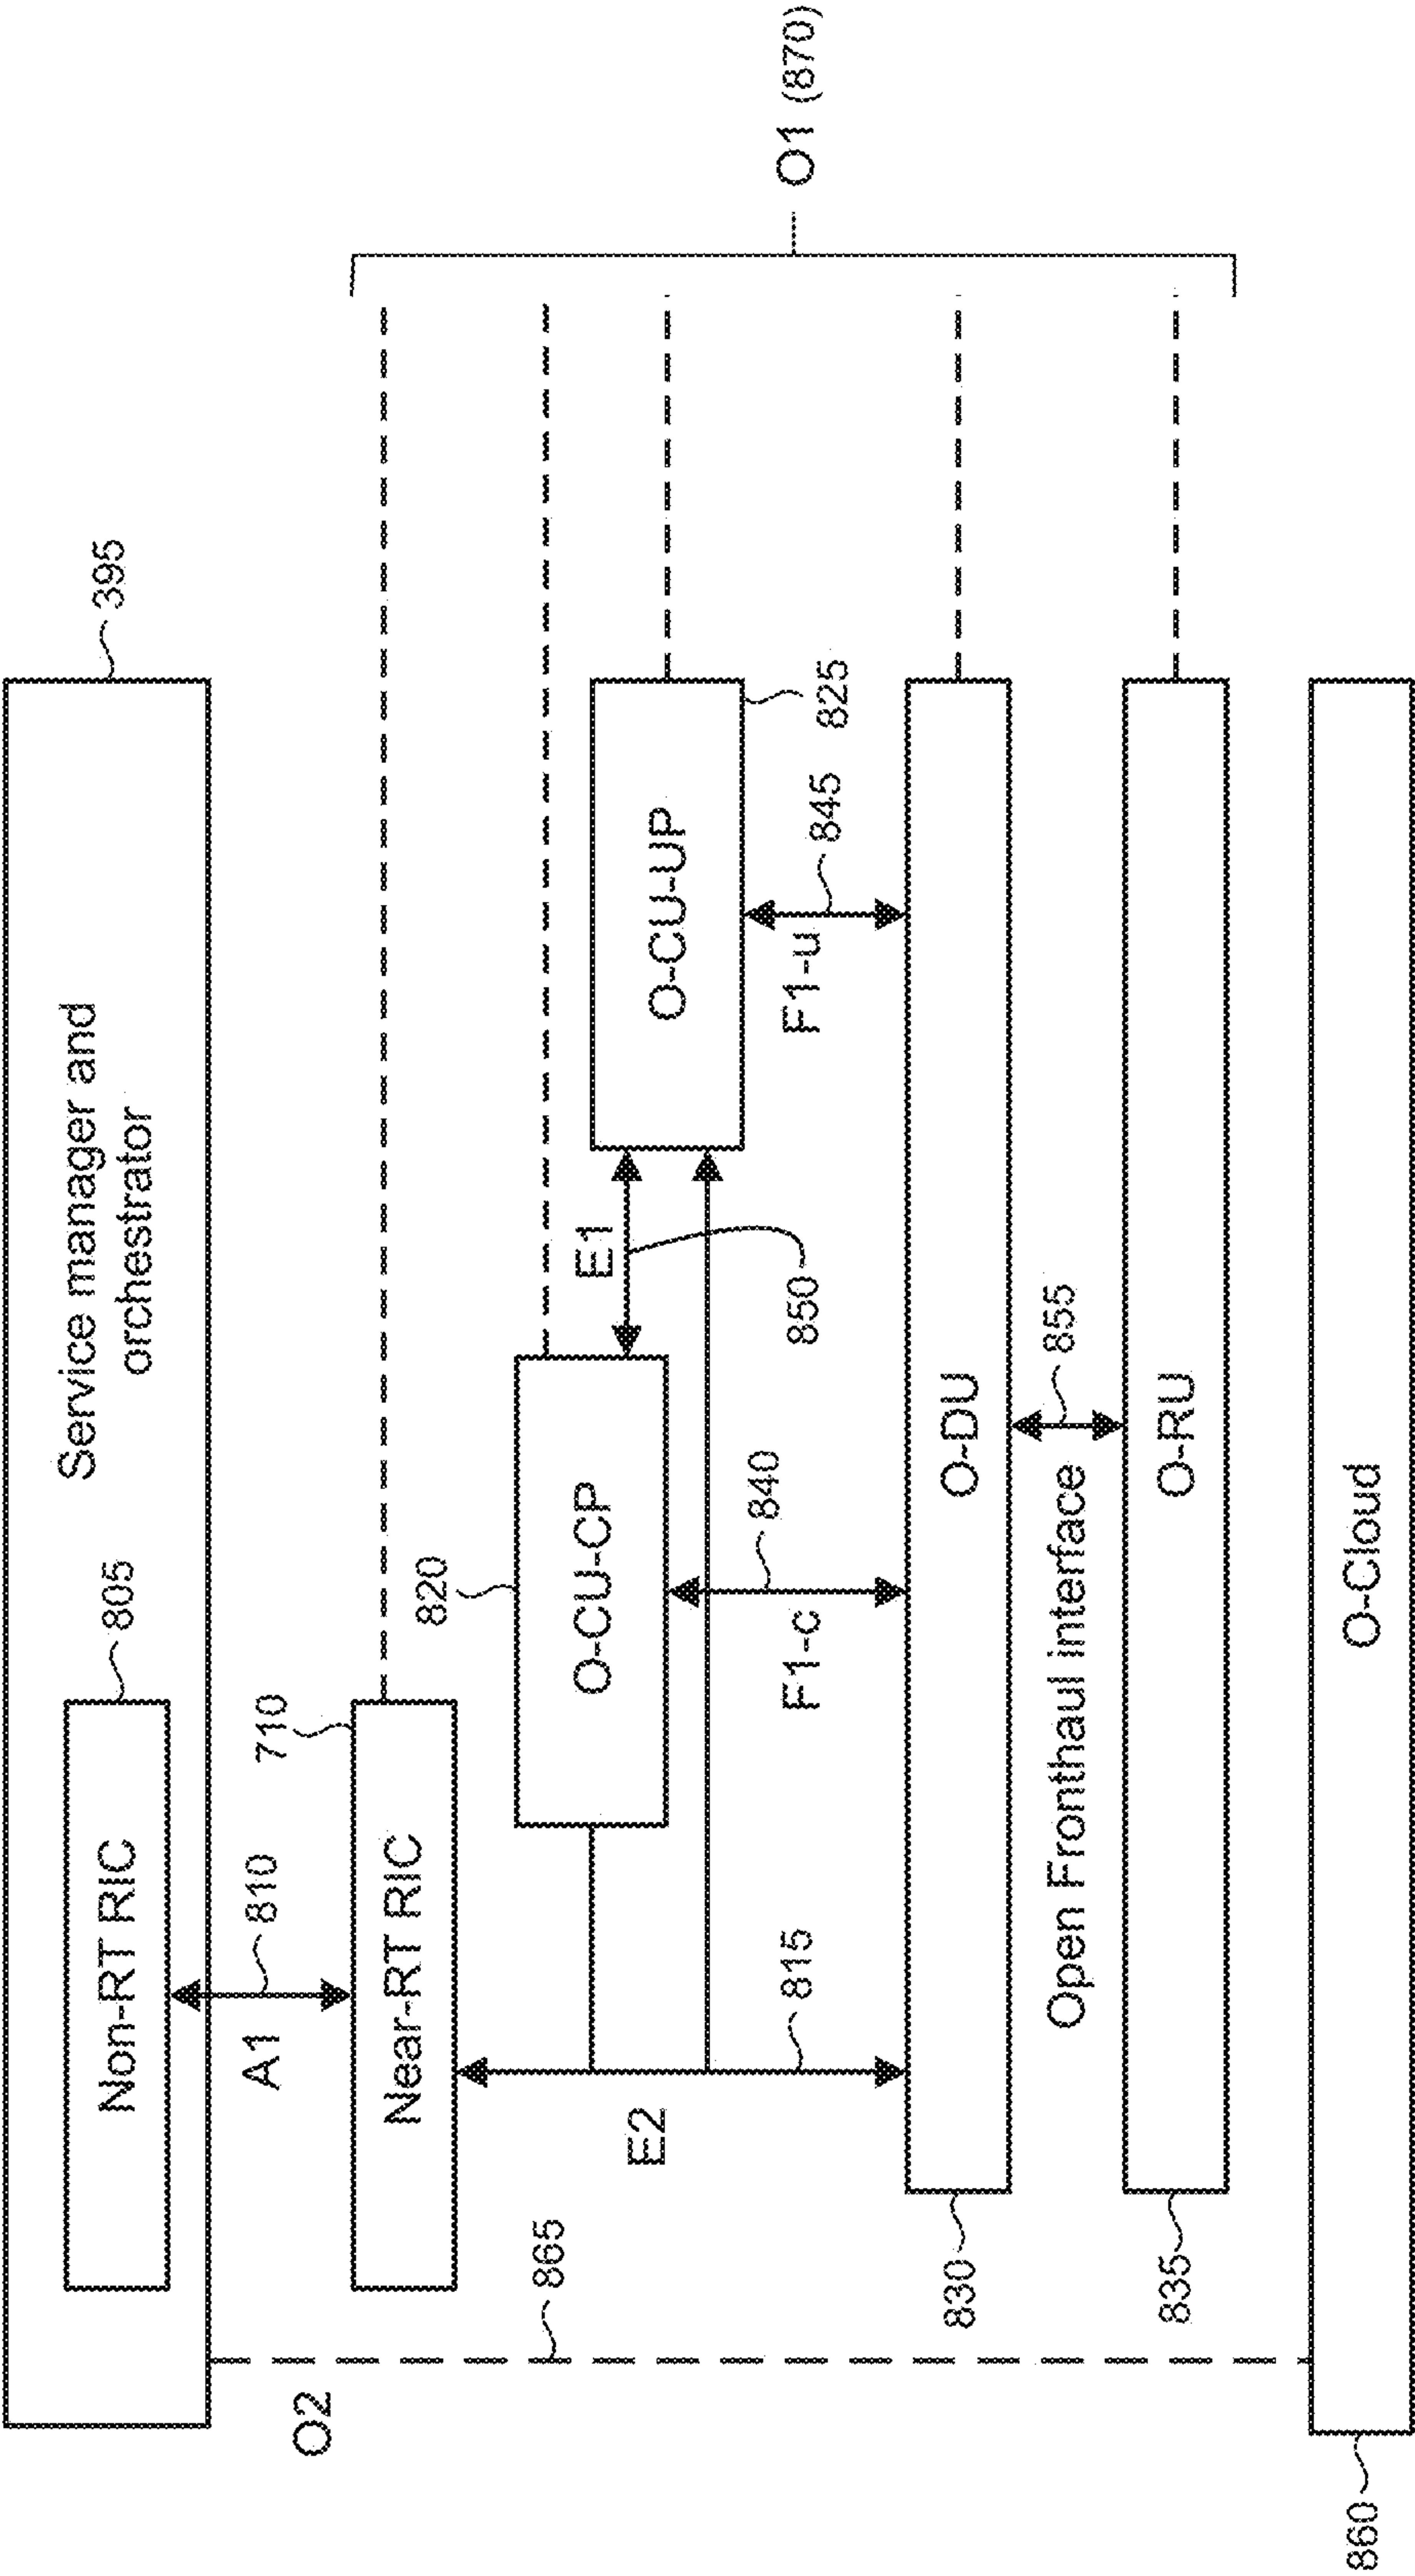 Service manager and
orchestrator
395
Non-RT RIC
805
A1
810
Near-RT RIC
710
O-CU-CP
820
E1
850
O-CU-UP
825
E2
815
F1-c
840
F1-u
845
O-DU
830
Open Fronthaul interface
855
O-RU
835
O-Cloud
860
O2
865
O1 (870)